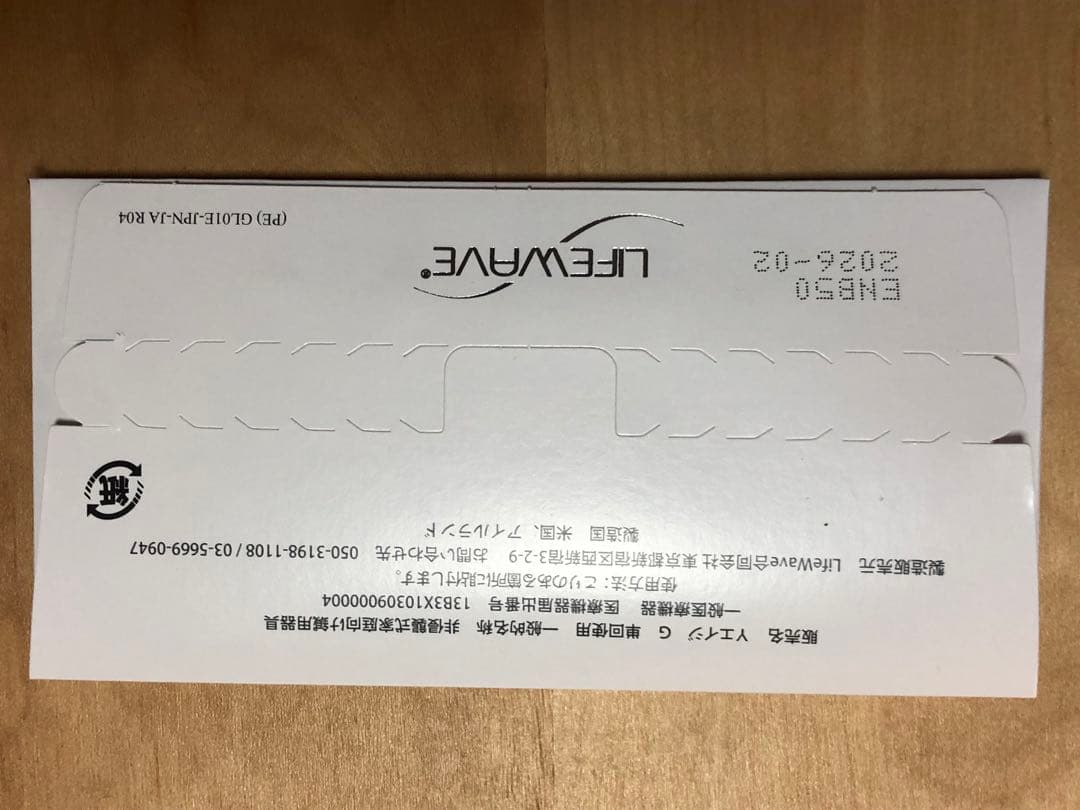 販売名 Yエイジ G 単回使用 一般的名称 非侵襲式家庭向け鍼用器具
一般医療機器 医療機器届出番号 13B3X10309000004
使用方法：こりのある箇所に貼付します。
製造販売元 LifeWave合同会社 東京都新宿区西新宿3-2-9 お問い合わせ先 050-3198-1108 / 03-5669-0947
製造国 米国、アイルランド
紙
ENB50
2026-02
LIFEWAVE®
(PE) GL01E-JPN-JA R04